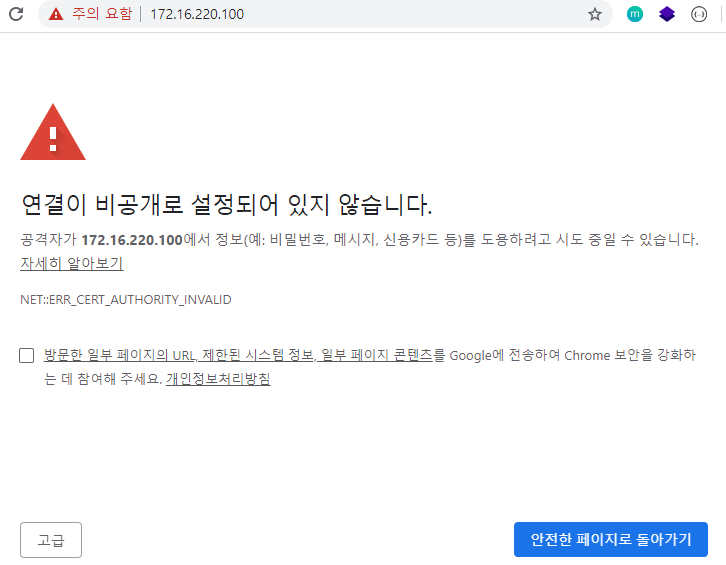 주의 요함 172.16.220.100
m
연결이 비공개로 설정되어 있지 않습니다.
공격자가 172.16.220.100에서 정보(예: 비밀번호, 메시지, 신용카드 등)를 도용하려고 시도 중일 수 있습니다.
자세히 알아보기
NET::ERR_CERT_AUTHORITY_INVALID
방문한 일부 페이지의 URL, 제한된 시스템 정보, 일부 페이지 콘텐츠를 Google에 전송하여 Chrome 보안을 강화하
는 데 참여해 주세요. 개인정보처리방침
고급
안전한 페이지로 돌아가기